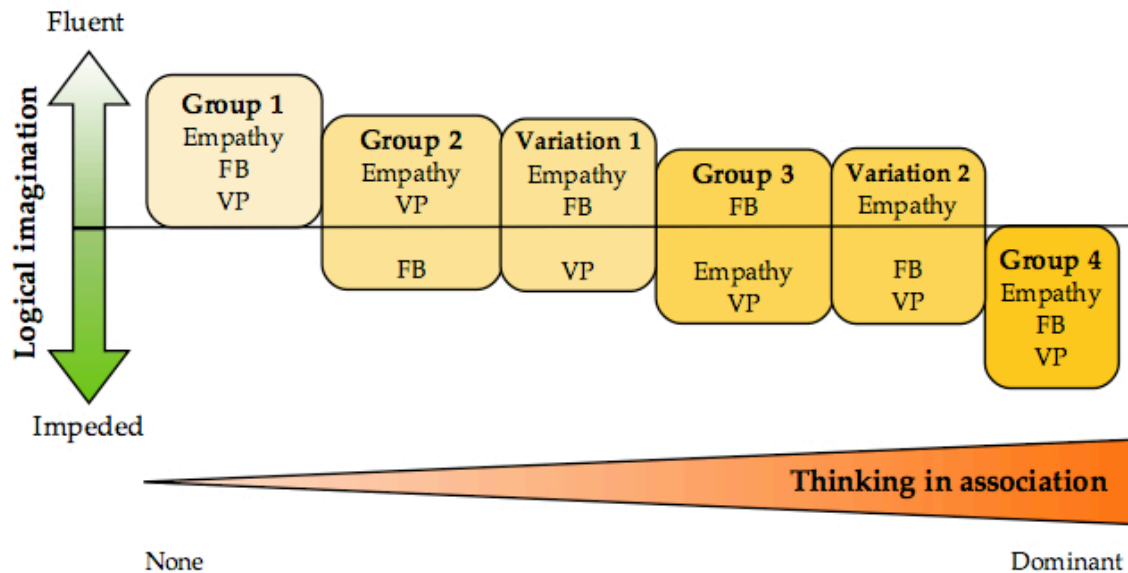 Fluent
Logical imagination
Impeded
Group 1
Empathy
FB
VP
Group 2
Empathy
VP
FB
Variation 1
Empathy
FB
VP
Group 3
FB
Empathy
VP
Variation 2
Empathy
FB
VP
Group 4
Empathy
FB
VP
Thinking in association
None
Dominant